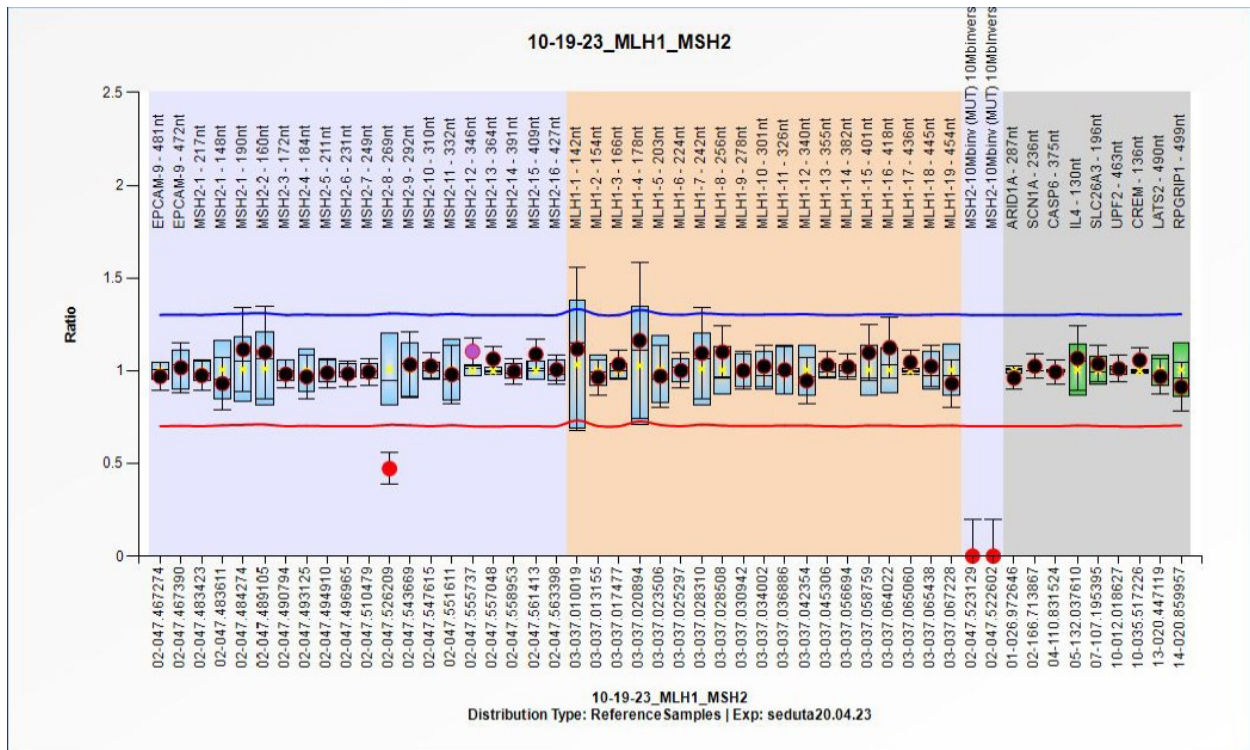 10-19-23_MLH1_MSH2
2.5
2
1.5
1
0.5
0
Ratio
EPCAM-9 - 481nt
EPCAM-9 - 472nt
MSH2-1 - 217nt
MSH2-1 - 148nt
MSH2-1 - 190nt
MSH2-2 - 160nt
MSH2-3 - 172nt
MSH2-4 - 184nt
MSH2-5 - 211nt
MSH2-6 - 231nt
MSH2-7 - 249nt
MSH2-8 - 269nt
MSH2-9 - 292nt
MSH2-10 - 310nt
MSH2-11 - 332nt
MSH2-12 - 346nt
MSH2-13 - 364nt
MSH2-14 - 391nt
MSH2-15 - 409nt
MSH2-16 - 427nt
MLH1-1 - 142nt
MLH1-2 - 154nt
MLH1-3 - 166nt
MLH1-4 - 178nt
MLH1-5 - 203nt
MLH1-6 - 224nt
MLH1-7 - 242nt
MLH1-8 - 256nt
MLH1-9 - 278nt
MLH1-10 - 301nt
MLH1-11 - 326nt
MLH1-12 - 340nt
MLH1-13 - 355nt
MLH1-14 - 382nt
MLH1-15 - 401nt
MLH1-16 - 418nt
MLH1-17 - 436nt
MLH1-18 - 445nt
MLH1-19 - 454nt
MSH2-10Mbinv (MUT) 10Mbinvers
MSH2-10Mbinv (MUT) 10Mbinvers
ARID1A - 287nt
SCN1A - 236nt
CASP6 - 375nt
IL4 - 130nt
SLC26A3 - 196nt
UPF2 - 463nt
CREM - 136nt
LATS2 - 490nt
RPGRIP1 - 499nt
02-047.467274
02-047.467390
02-047.483423
02-047.483611
02-047.484274
02-047.489105
02-047.490794
02-047.493125
02-047.494910
02-047.496965
02-047.510479
02-047.526209
02-047.543669
02-047.547615
02-047.551611
02-047.555737
02-047.557048
02-047.558953
02-047.561413
02-047.563398
03-037.010019
03-037.013155
03-037.017477
03-037.020894
03-037.023506
03-037.025297
03-037.028310
03-037.028508
03-037.030942
03-037.034002
03-037.036886
03-037.042354
03-037.045306
03-037.056694
03-037.058759
03-037.064022
03-037.065060
03-037.065438
03-037.067228
02-047.523129
02-047.522602
01-026.972646
02-166.713867
04-110.831524
05-132.037610
07-107.195395
10-012.018627
10-035.517226
13-020.447119
14-020.859957
10-19-23_MLH1_MSH2
Distribution Type: ReferenceSamples | Exp: seduta20.04.23